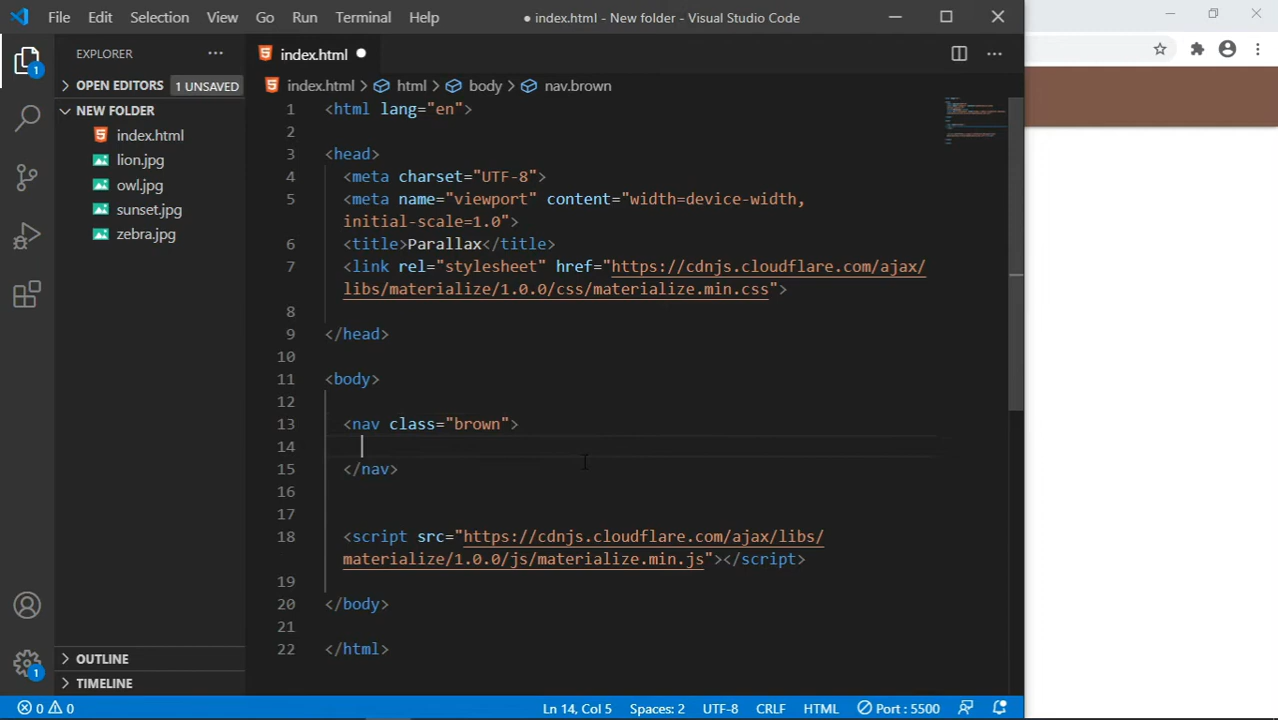 File Edit Selection View Go Run Terminal Help ● index.html - New folder - Visual Studio Code
EXPLORER ···
OPEN EDITORS 1 UNSAVED
NEW FOLDER
index.html
lion.jpg
owl.jpg
sunset.jpg
zebra.jpg
OUTLINE
TIMELINE
1
1
index.html ●
index.html > html > body > nav.brown
1 <html lang="en">
2
3 <head>
4 <meta charset="UTF-8">
5 <meta name="viewport" content="width=device-width,
initial-scale=1.0">
6 <title>Parallax</title>
7 <link rel="stylesheet" href="https://cdnjs.cloudflare.com/ajax/
libs/materialize/1.0.0/css/materialize.min.css">
8
9 </head>
10
11 <body>
12
13 <nav class="brown">
14
15 </nav>
16
17
18 <script src="https://cdnjs.cloudflare.com/ajax/libs/
materialize/1.0.0/js/materialize.min.js"></script>
19
20 </body>
21
22 </html>
0 0 Ln 14, Col 5 Spaces: 2 UTF-8 CRLF HTML Port : 5500